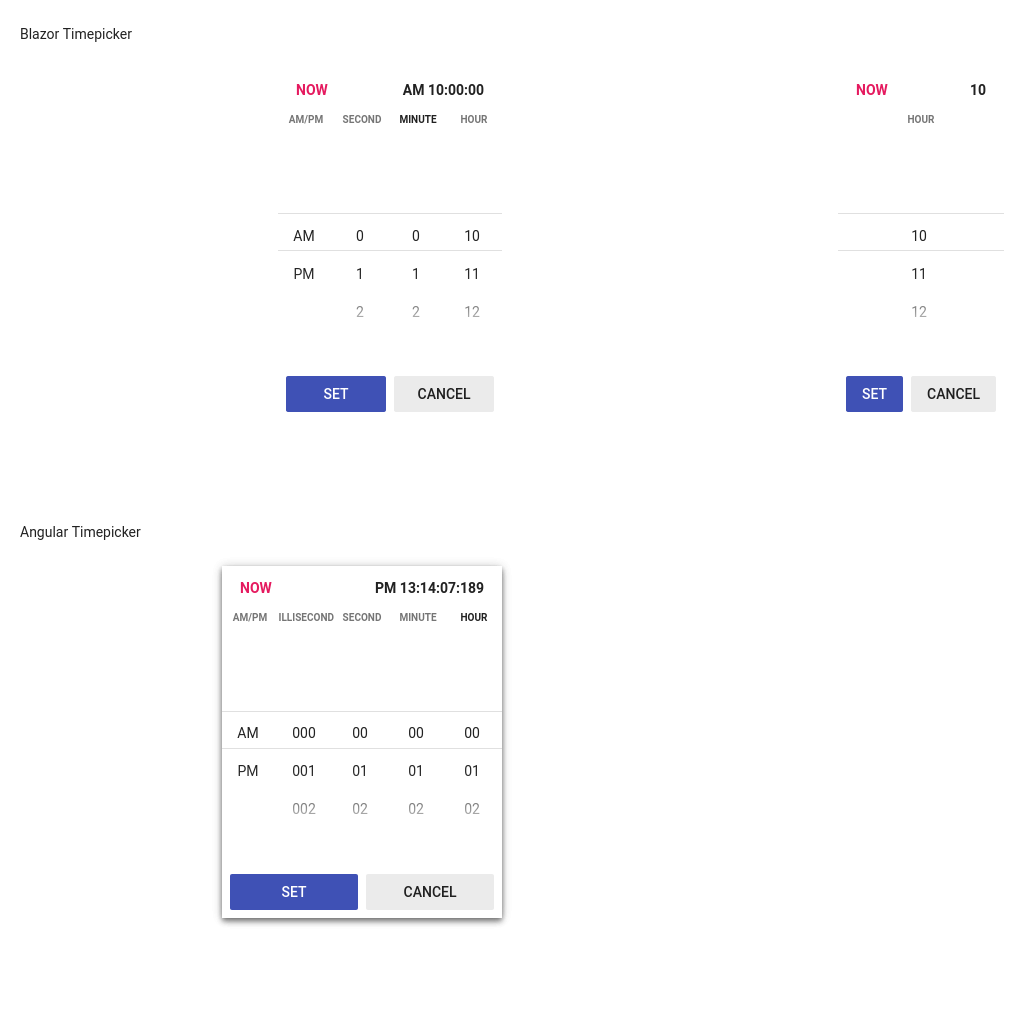 Blazor Timepicker
NOW AM 10:00:00
AM/PM SECOND MINUTE HOUR
AM 0 0 10
PM 1 1 11
2 2 12
SET CANCEL
NOW 10
HOUR
10
11
12
SET CANCEL
Angular Timepicker
NOW PM 13:14:07:189
AM/PM ILLISECOND SECOND MINUTE HOUR
AM 000 00 00 00
PM 001 01 01 01
002 02 02 02
SET CANCEL